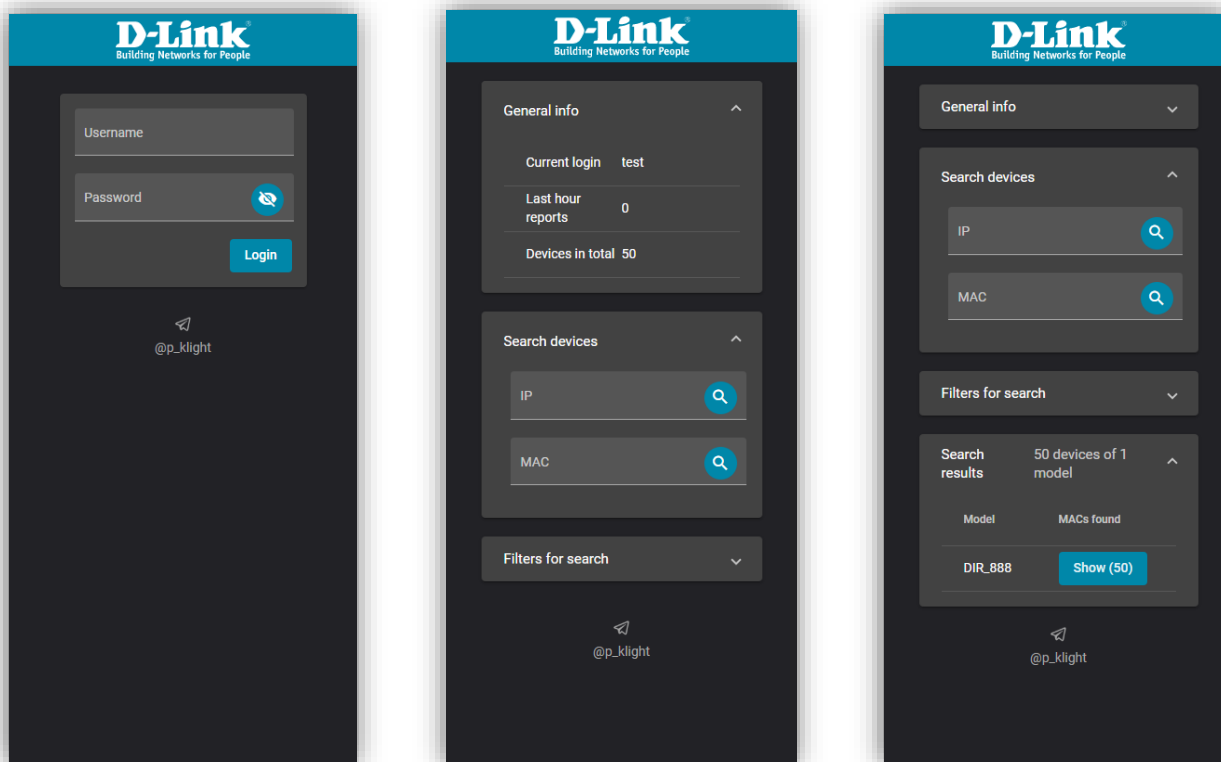 D-Link
Building Networks for People
Username
Password
Login
@p_klight
D-Link
Building Networks for People
General info
Current login test
Last hour
reports 0
Devices in total 50
Search devices
IP
MAC
Filters for search
@p_klight
D-Link
Building Networks for People
General info
Search devices
IP
MAC
Filters for search
Search
results
50 devices of 1
model
Model MACs found
DIR_888 Show (50)
@p_klight